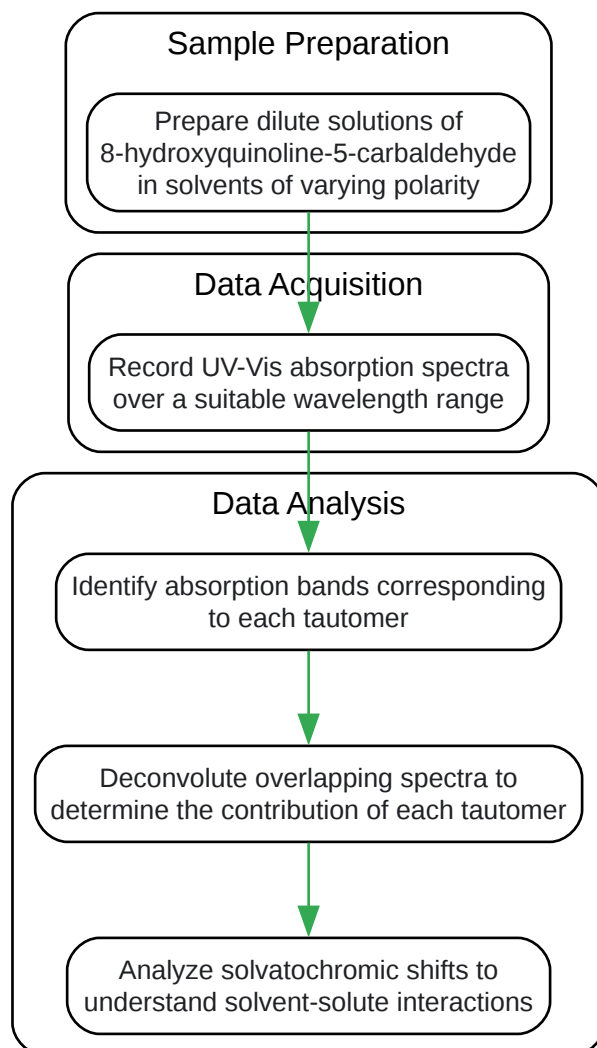 Sample Preparation
Prepare dilute solutions of
8-hydroxyquinoline-5-carbaldehyde
in solvents of varying polarity
Data Acquisition
Record UV-Vis absorption spectra
over a suitable wavelength range
Data Analysis
Identify absorption bands corresponding
to each tautomer
Deconvolute overlapping spectra to
determine the contribution of each tautomer
Analyze solvatochromic shifts to
understand solvent-solute interactions